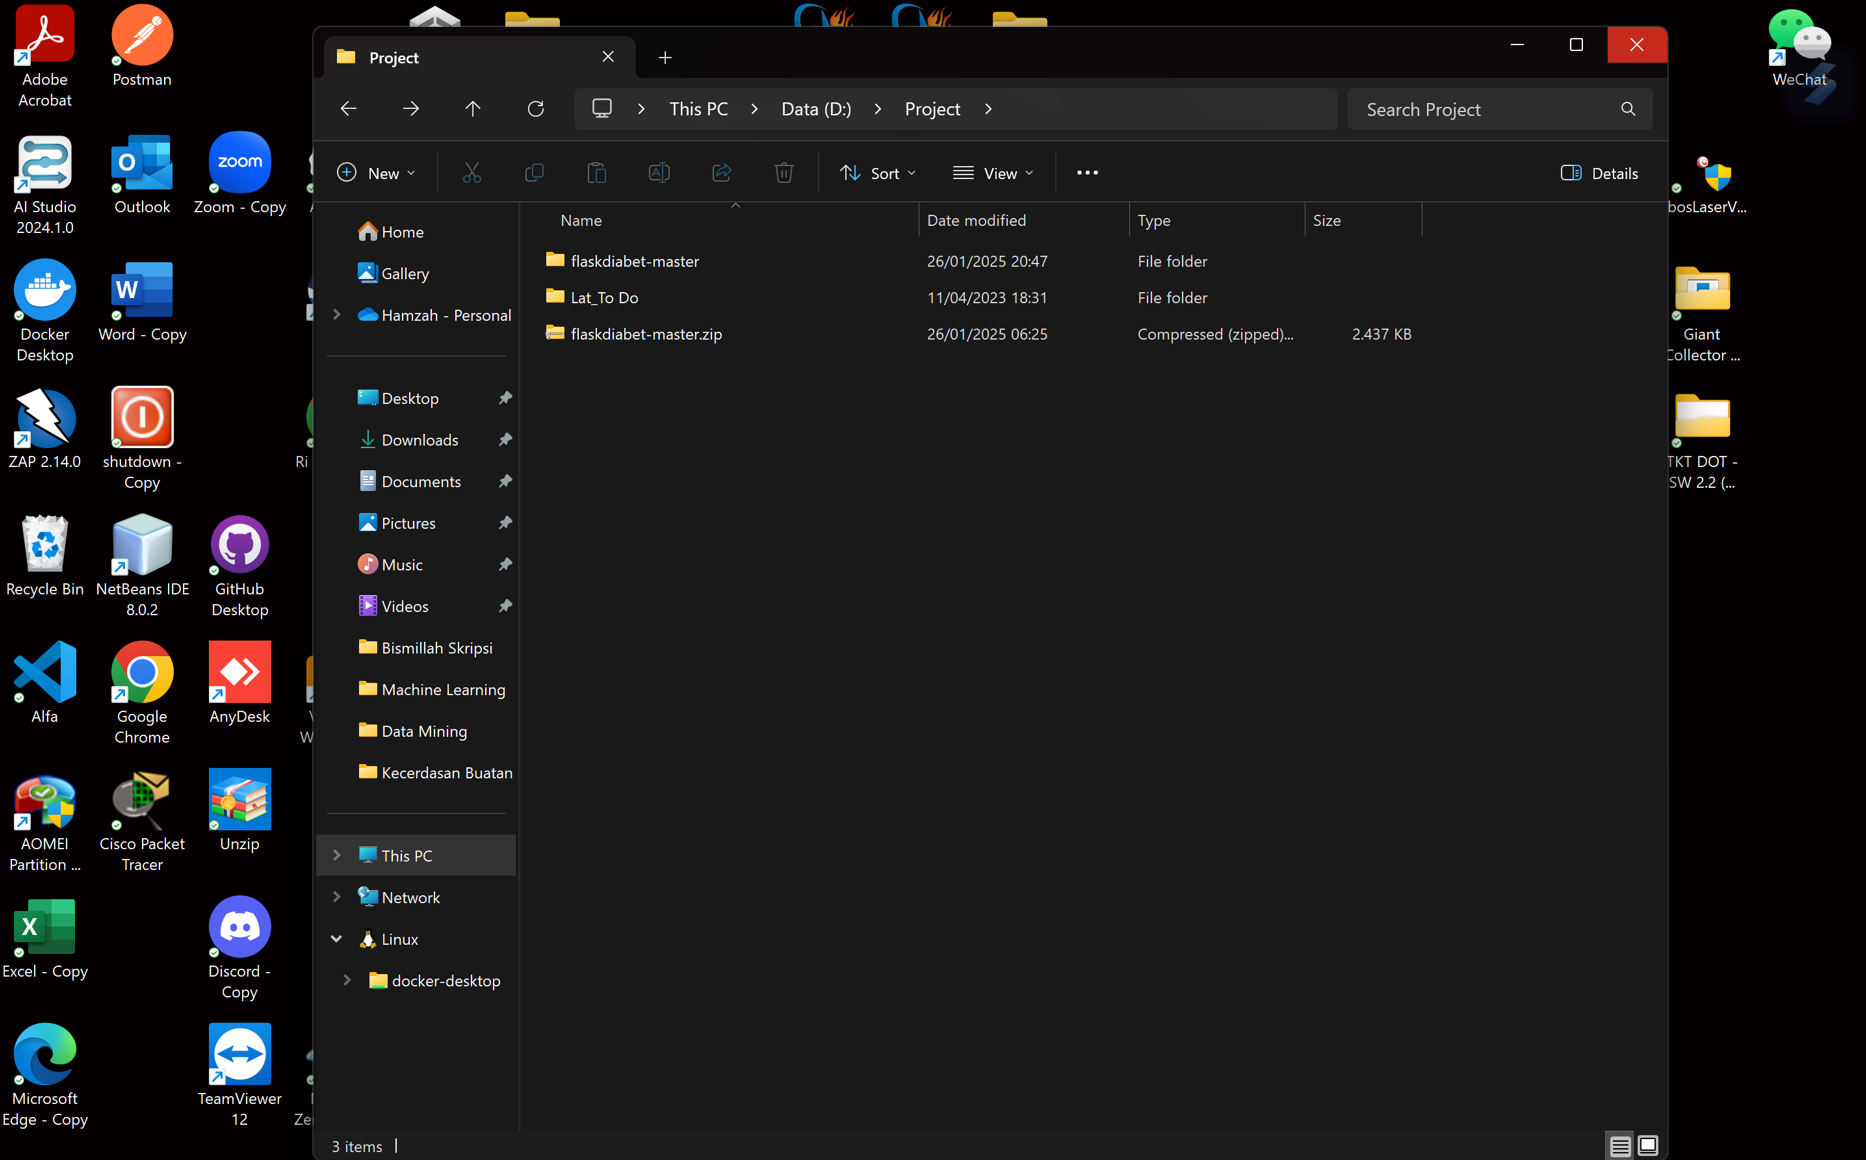 Project
This PC
Data (D:)
Project
Search Project
New
Sort
View
Details
Name
Date modified
Type
Size
flaskdiabet-master
26/01/2025 20:47
File folder
Lat_To Do
11/04/2023 18:31
File folder
flaskdiabet-master.zip
26/01/2025 06:25
Compressed (zipped)...
2.437 KB
Home
Gallery
Hamzah - Personal
Desktop
Downloads
Documents
Pictures
Music
Videos
Bismillah Skripsi
Machine Learning
Data Mining
Kecerdasan Buatan
This PC
Network
Linux
docker-desktop
3 items
Adobe
Acrobat
Postman
AI Studio
2024.1.0
Outlook
zoom
Zoom - Copy
Docker
Desktop
Word - Copy
ZAP 2.14.0
shutdown -
Copy
Ri
Recycle Bin
NetBeans IDE
8.0.2
GitHub
Desktop
Alfa
Google
Chrome
AnyDesk
W
AOMEI
Partition ...
Cisco Packet
Tracer
Unzip
Excel - Copy
Discord -
Copy
Microsoft
Edge - Copy
TeamViewer
12
Ze
WeChat
bosLaserV...
Giant
Collector ...
TKT DOT -
SW 2.2 (...